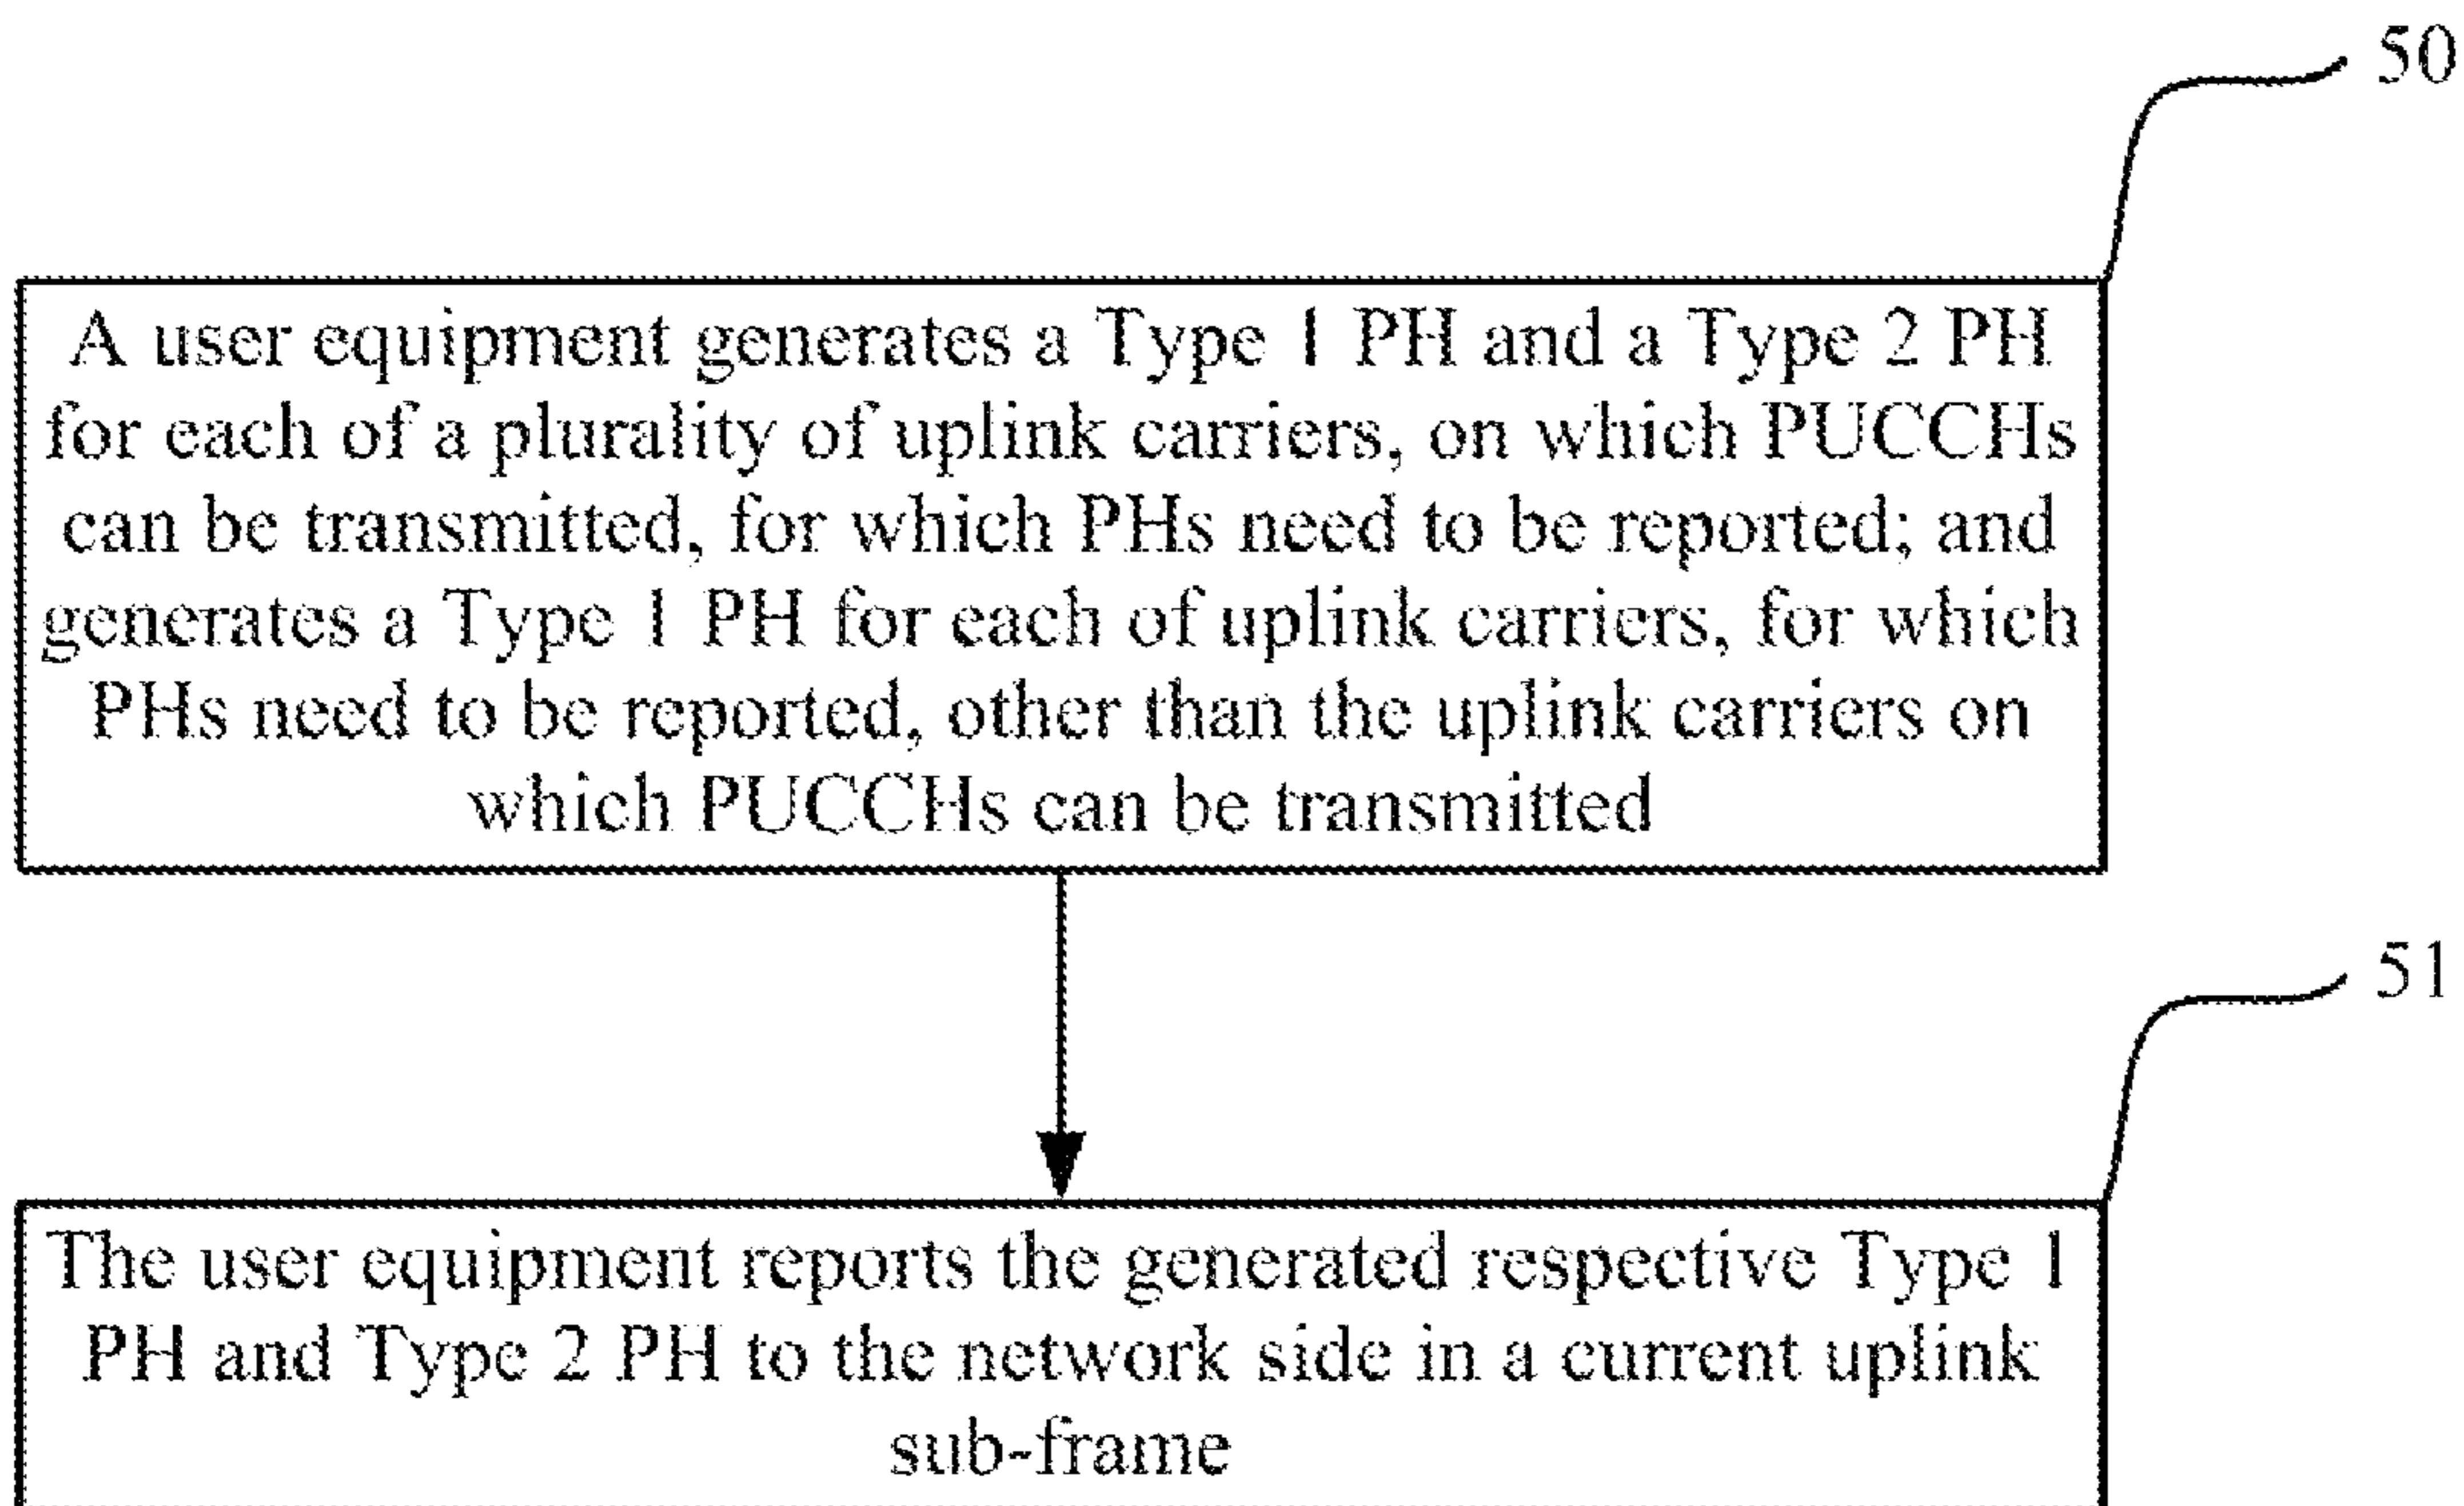 50
A user equipment generates a Type 1 PH and a Type 2 PH
for each of a plurality of uplink carriers, on which PUCCHs
can be transmitted, for which PHs need to be reported; and
generates a Type 1 PH for each of uplink carriers, for which
PHs need to be reported, other than the uplink carriers on
which PUCCHs can be transmitted
51
The user equipment reports the generated respective Type 1
PH and Type 2 PH to the network side in a current uplink
sub-frame